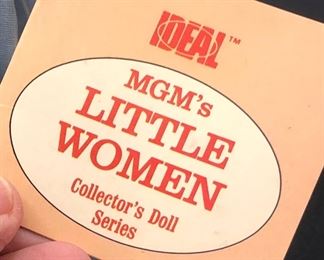 IDEAL™
MGM's
LITTLE
WOMEN
Collector's Doll
Series